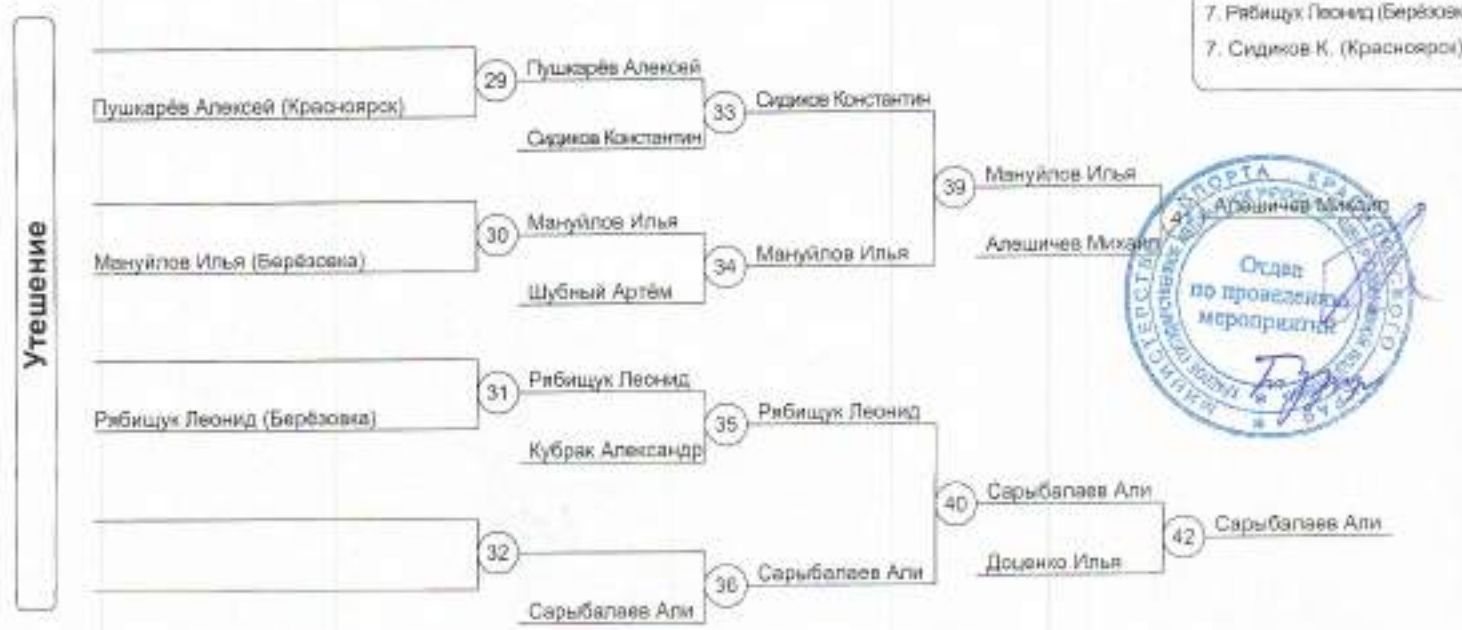 7. Рябищук Леонид (Берёзовк
7. Сидиков К. (Красноярск)
Утешение
29
Пушкарёв Алексей
Пушкарёв Алексей (Красноярск)
33
Сидиков Константин
Сидиков Константин
39
Мануйлов Илья
30
Мануйлов Илья
Мануйлов Илья (Берёзовка)
34
Мануйлов Илья
Шубный Артём
Алешичев Михаил
41
Алешичев Михаил
Отдел
по проведению
мероприятий
31
Рябищук Леонид
Рябищук Леонид (Берёзовка)
35
Рябищук Леонид
Кубрак Александр
40
Сарыбалаев Али
32
36
Сарыбалаев Али
Сарыбалаев Али
Доценко Илья
42
Сарыбалаев Али